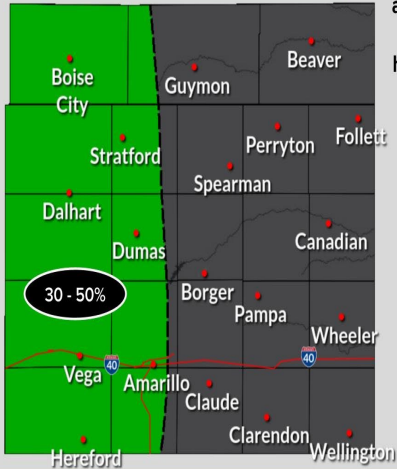 a
h
Boise
City
Guymon
Beaver
Stratford
Perryton
Follett
Spearman
Dalhart
Dumas
Canadian
30 - 50%
Borger
Pampa
Wheeler
40
40
Vega
Amarillo
Claude
Clarendon
Hereford
Wellington